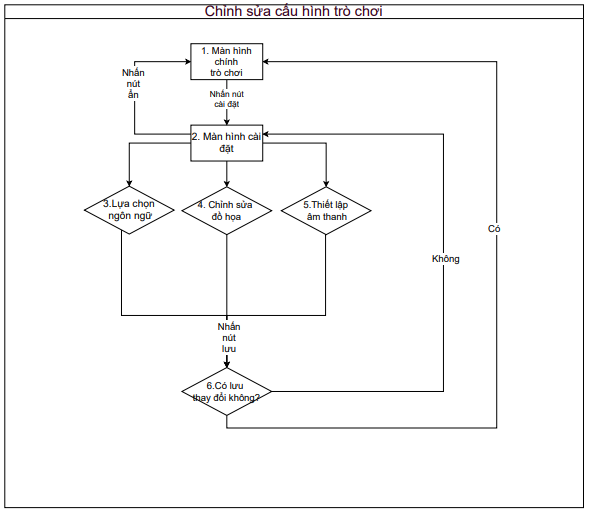 Chỉnh sửa cấu hình trò chơi
1. Màn hình
chính
trò chơi
Nhấn
nút
ẩn
Nhấn nút
cài đặt
2. Màn hình cài
đặt
3.Lựa chọn
ngôn ngữ
4. Chỉnh sửa
đồ họa
5.Thiết lập
âm thanh
Có
Không
Nhấn
nút
lưu
6.Có lưu
thay đổi không?